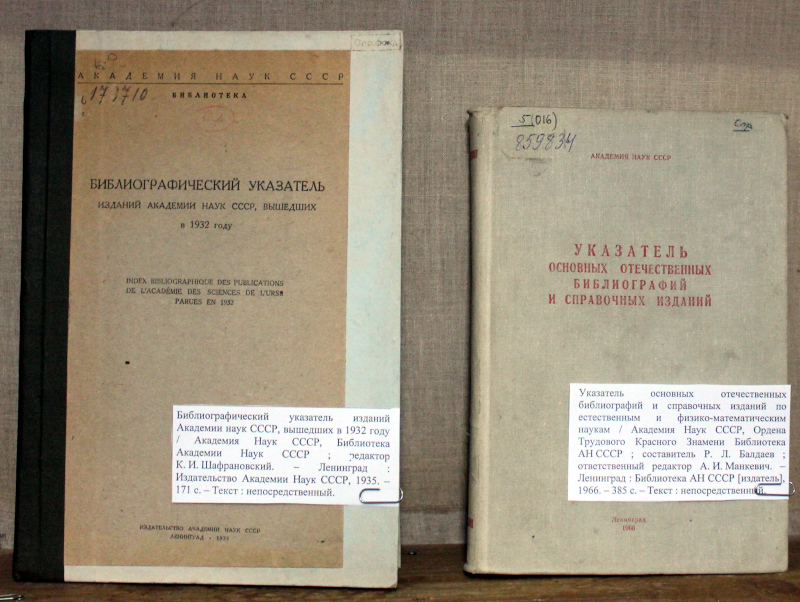 АКАДЕМИЯ НАУК СССР
БИБЛИОТЕКА
БИБЛИОГРАФИЧЕСКИЙ УКАЗАТЕЛЬ
ИЗДАНИЙ АКАДЕМИИ НАУК СССР, ВЫШЕДШИХ
в 1932 году
INDEX BIBLIOGRAPHIQUE DES PUBLICATIONS
DE L'ACADÉMIE DES SCIENCES DE L'URSS
PARUES EN 1932
Библиографический указатель изданий
Академии наук СССР, вышедших в 1932 году
/ Академия Наук СССР, Библиотека
Академии Наук СССР ; редактор
К. И. Шафрановский. – Ленинград :
Издательство Академии Наук СССР, 1935. –
171 с. – Текст : непосредственный.
ИЗДАТЕЛЬСТВО АКАДЕМИИ НАУК СССР
ЛЕНИНГРАД
5(016)
859834
АКАДЕМИЯ НАУК СССР
УКАЗАТЕЛЬ
ОСНОВНЫХ ОТЕЧЕСТВЕННЫХ
БИБЛИОГРАФИЙ
И СПРАВОЧНЫХ ИЗДАНИЙ
Указатель основных отечественных
библиографий и справочных изданий по
естественным и физико-математическим
наукам / Академия Наук СССР, Ордена
Трудового Красного Знамени Библиотека
АН СССР ; составитель Р. Л. Балдаев ;
ответственный редактор А. И. Манкевич. –
Ленинград : Библиотека АН СССР [издатель],
1966. – 385 с. – Текст : непосредственный.
Ленинград
1966